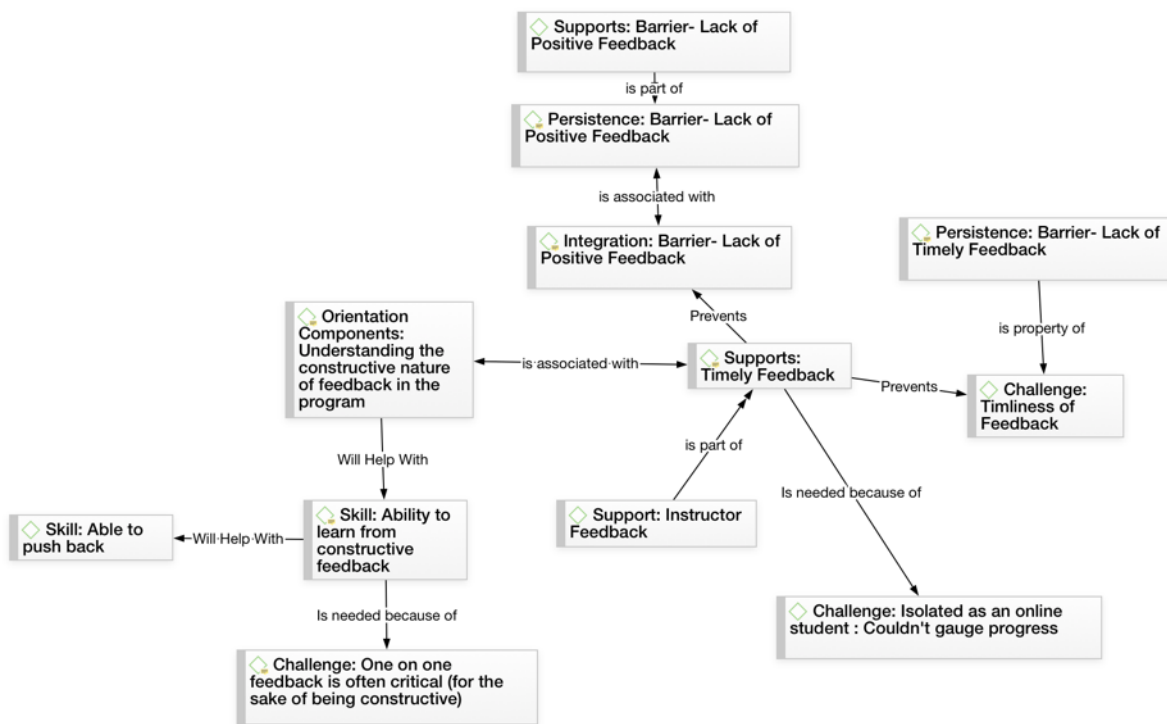 Supports: Barrier- Lack of
Positive Feedback
is part of
Persistence: Barrier- Lack of
Positive Feedback
is associated with
Integration: Barrier- Lack of
Positive Feedback
Persistence: Barrier- Lack of
Timely Feedback
Prevents
is property of
Orientation
Components:
Understanding the
constructive nature
of feedback in the
program
is associated with
Supports:
Timely Feedback
Prevents
Challenge:
Timliness of
Feedback
Will Help With
is part of
Is needed because of
Support: Instructor
Feedback
Skill: Able to
push back
Will Help With
Skill: Ability to
learn from
constructive
feedback
Is needed because of
Challenge: Isolated as an online
student : Couldn't gauge progress
Challenge: One on one
feedback is often critical (for the
sake of being constructive)